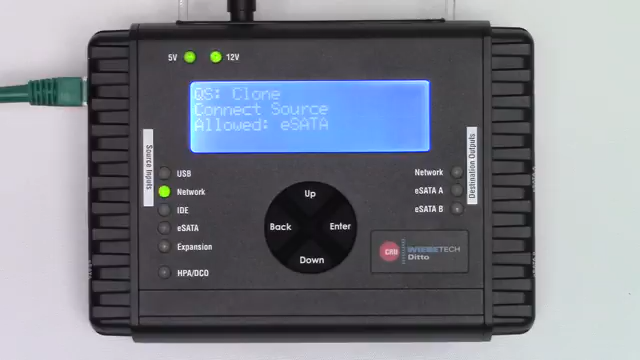 5V 12V
QS: Clone
Connect Source
Allowed: eSATA
Source Inputs
USB
Network
IDE
eSATA
Expansion
HPA/DCO
Up
Back
Enter
Down
Destination Outputs
Network
eSATA A
eSATA B
CRU WIEBETECH
Ditto